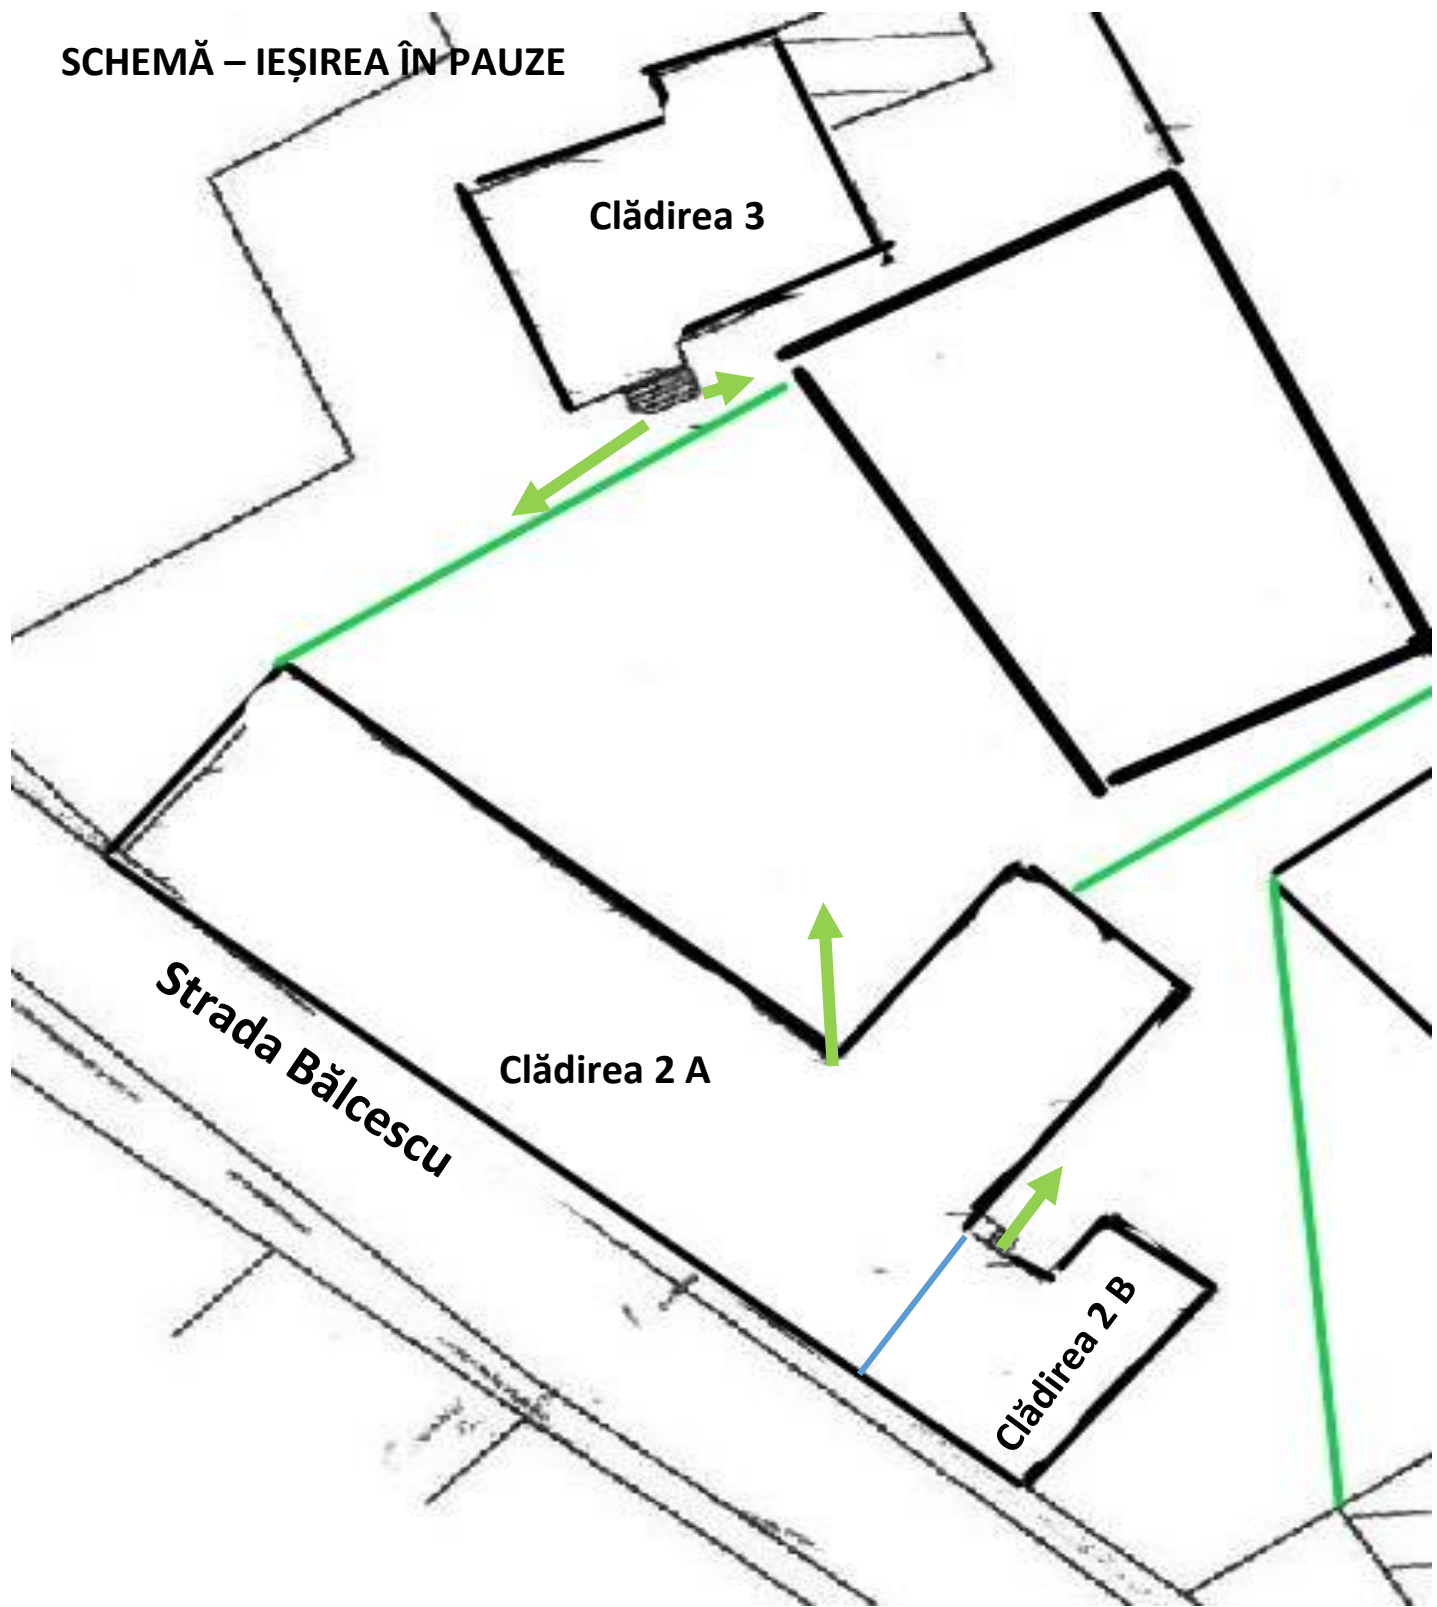 SCHEMĂ – IEȘIREA ÎN PAUZE
Clădirea 3
Strada Bălcescu
Clădirea 2 A
Clădirea 2 B